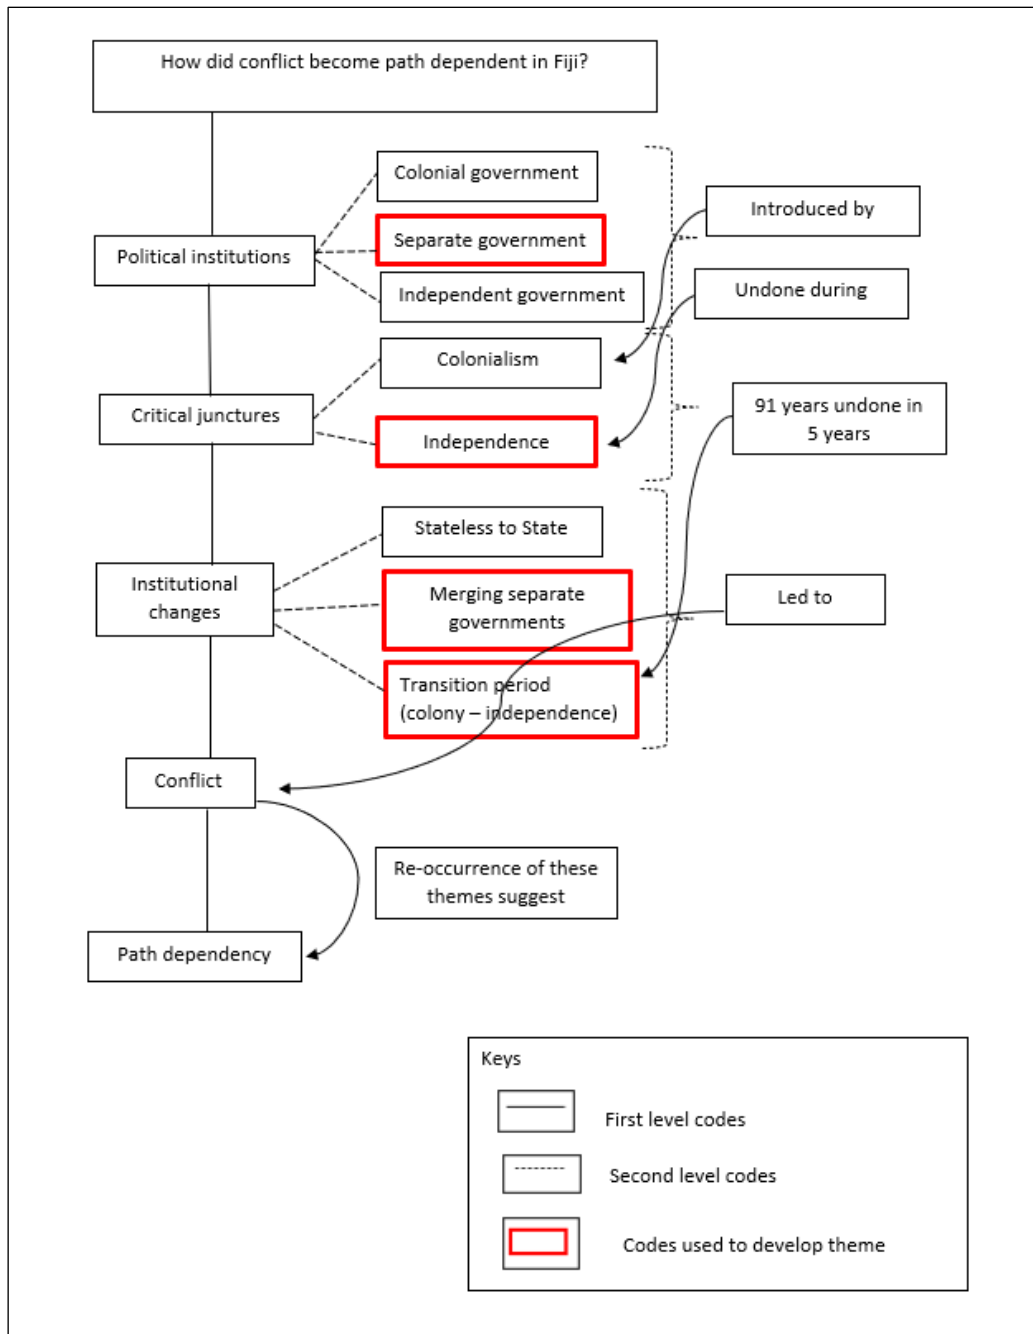 How did conflict become path dependent in Fiji?
Colonial government
Introduced by
Separate government
Political institutions
Undone during
Independent government
Colonialism
Critical junctures
91 years undone in
5 years
Independence
Stateless to State
Institutional
changes
Merging separate
governments
Led to
Transition period
(colony – independence)
Conflict
Re-occurrence of these
themes suggest
Path dependency
Keys
First level codes
Second level codes
Codes used to develop theme